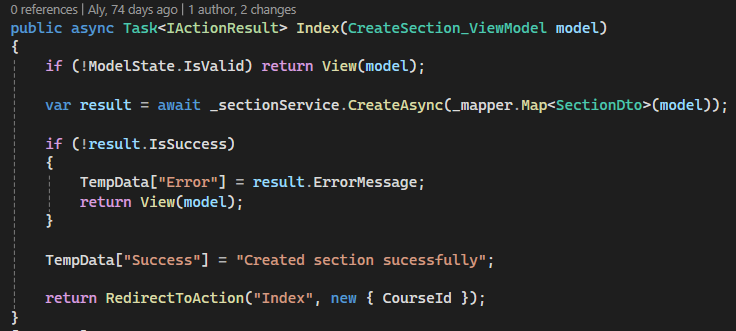 0 references | Aly, 74 days ago | 1 author, 2 changes
public async Task<IActionResult> Index(CreateSection_ViewModel model)
{
    if (!ModelState.IsValid) return View(model);

    var result = await _sectionService.CreateAsync(_mapper.Map<SectionDto>(model));

    if (!result.IsSuccess)
    {
        TempData["Error"] = result.ErrorMessage;
        return View(model);
    }

    TempData["Success"] = "Created section sucessfully";

    return RedirectToAction("Index", new { CourseId });
}